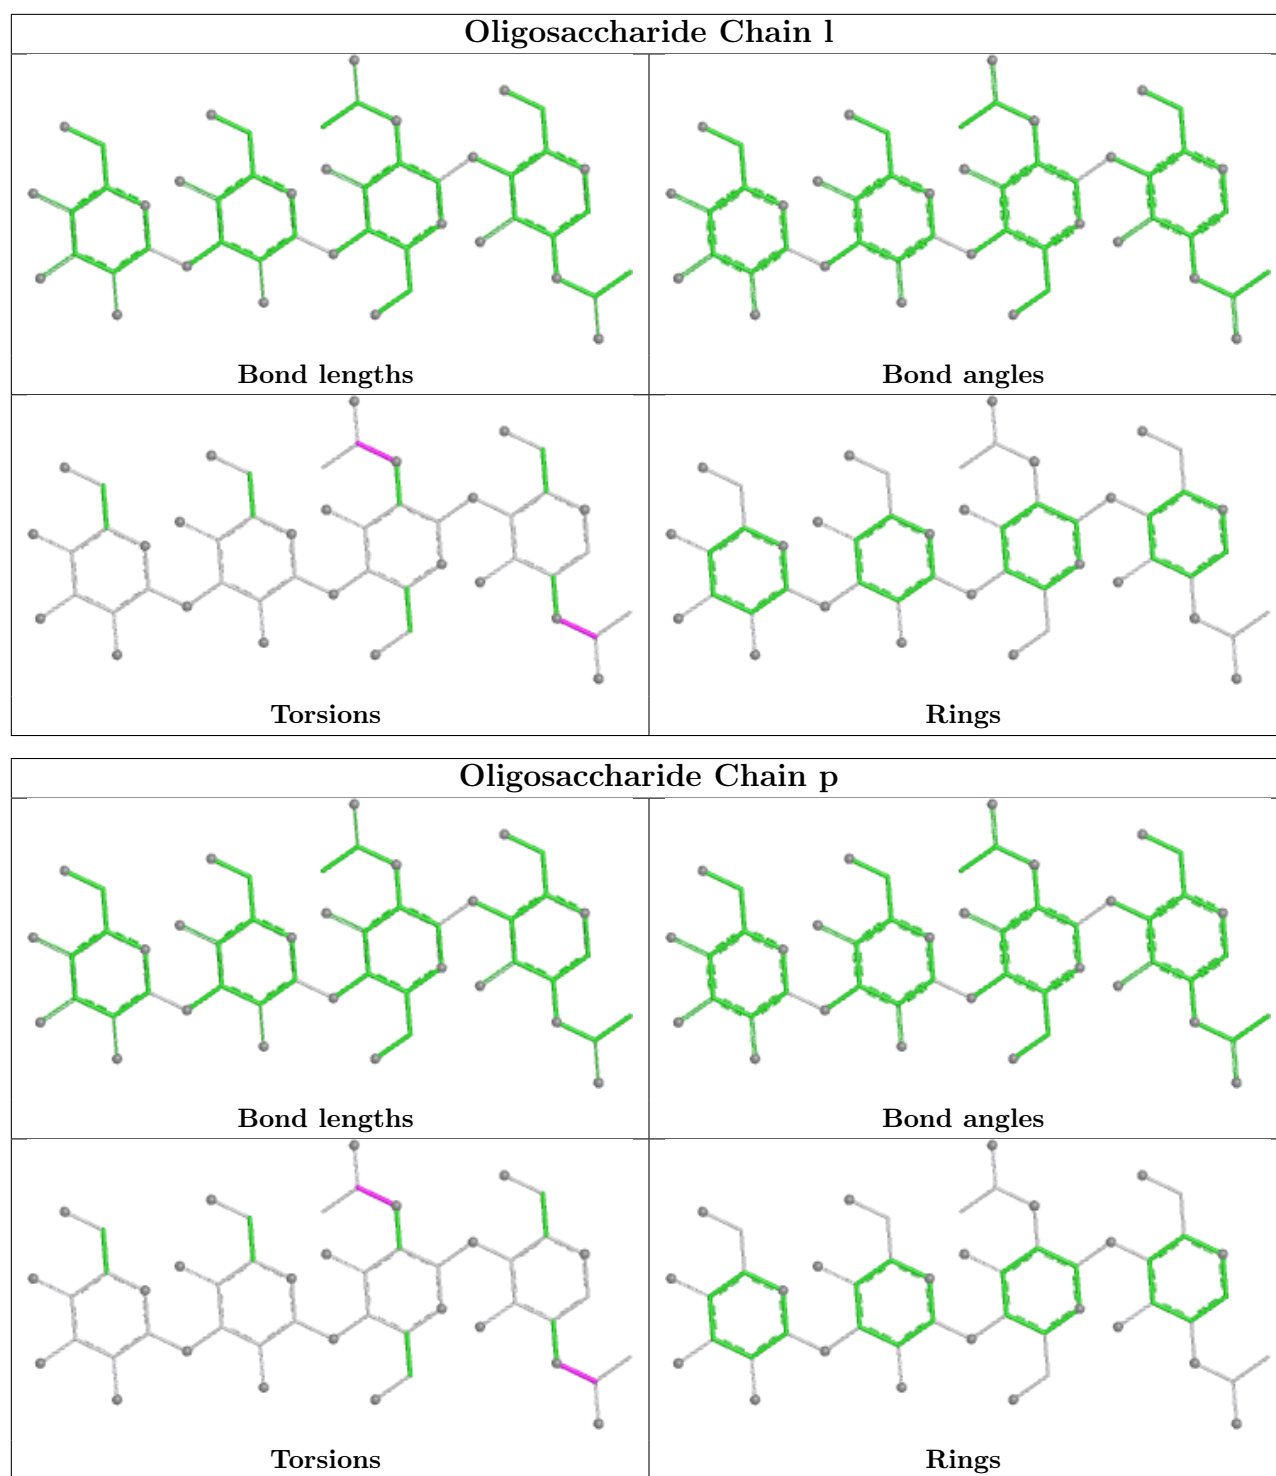 Oligosaccharide Chain l
Bond lengths
Bond angles
Torsions
Rings
Oligosaccharide Chain p
Bond lengths
Bond angles
Torsions
Rings